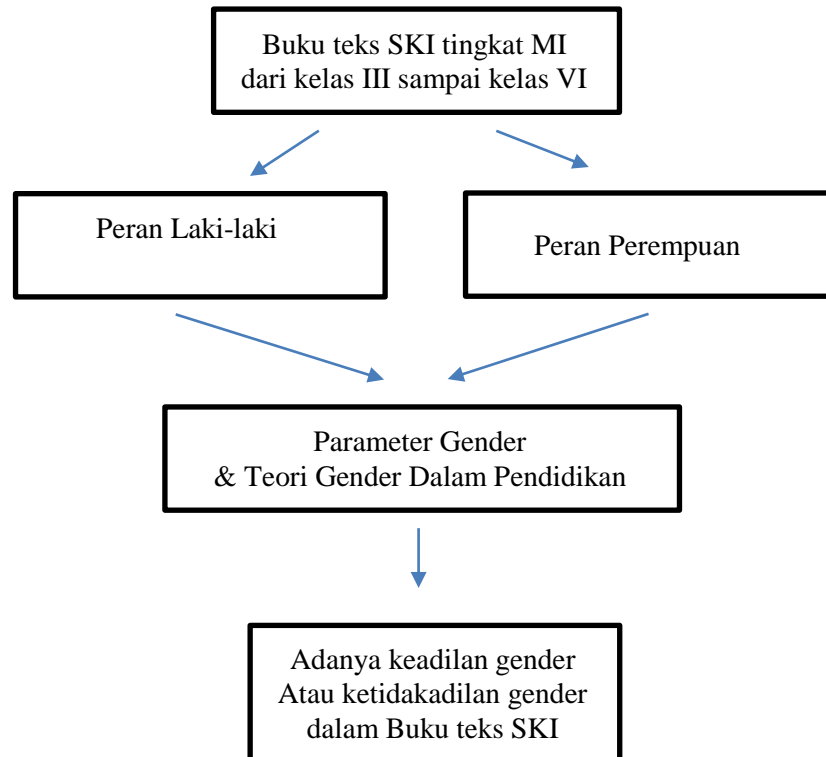 Buku teks SKI tingkat MI
dari kelas III sampai kelas VI
Peran Laki-laki
Peran Perempuan
Parameter Gender
& Teori Gender Dalam Pendidikan
Adanya keadilan gender
Atau ketidakadilan gender
dalam Buku teks SKI